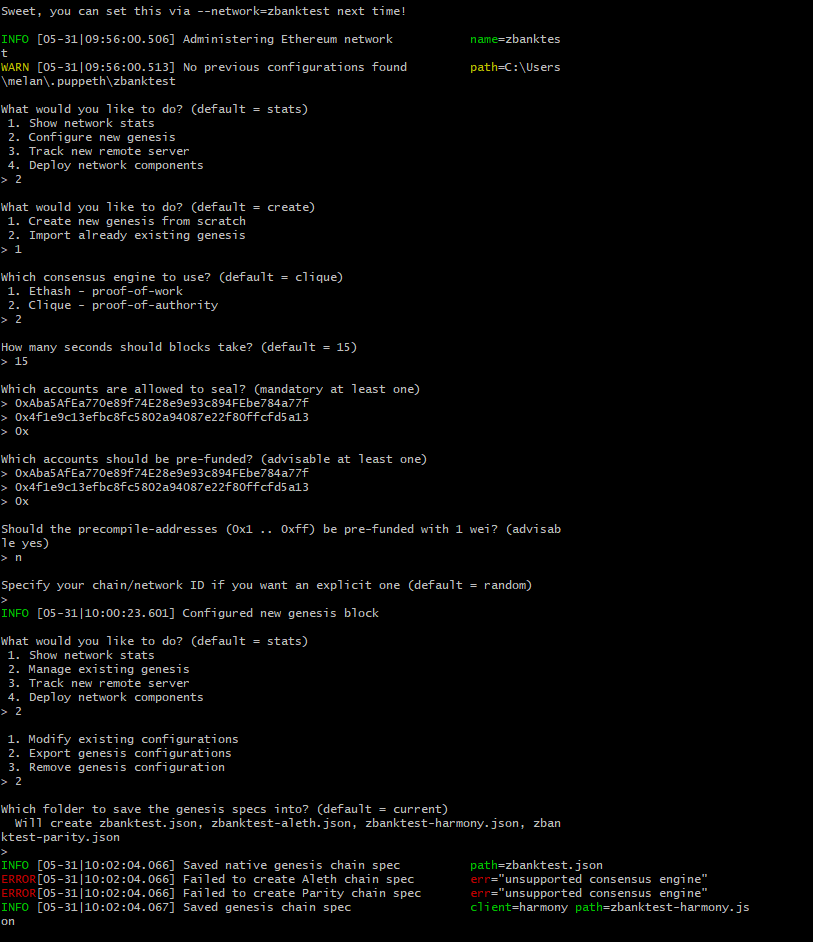 Sweet, you can set this via --network=zbanktest next time!
INFO [05-31|09:56:00.506] Administering Ethereum network           name=zbanktes
t
WARN [05-31|09:56:00.513] No previous configurations found         path=C:\Users
\melan\.puppeth\zbanktest
What would you like to do? (default = stats)
 1. Show network stats
 2. Configure new genesis
 3. Track new remote server
 4. Deploy network components
> 2
What would you like to do? (default = create)
 1. Create new genesis from scratch
 2. Import already existing genesis
> 1
Which consensus engine to use? (default = clique)
 1. Ethash - proof-of-work
 2. Clique - proof-of-authority
> 2
How many seconds should blocks take? (default = 15)
> 15
Which accounts are allowed to seal? (mandatory at least one)
> 0xAba5AfEa770e89f74E28e9e93c894FEbe784a77f
> 0x4f1e9c13efbc8fc5802a94087e22f80ffcfd5a13
> 0x
Which accounts should be pre-funded? (advisable at least one)
> 0xAba5AfEa770e89f74E28e9e93c894FEbe784a77f
> 0x4f1e9c13efbc8fc5802a94087e22f80ffcfd5a13
> 0x
Should the precompile-addresses (0x1 .. 0xff) be pre-funded with 1 wei? (advisab
le yes)
> n
Specify your chain/network ID if you want an explicit one (default = random)
>
INFO [05-31|10:00:23.601] Configured new genesis block
What would you like to do? (default = stats)
 1. Show network stats
 2. Manage existing genesis
 3. Track new remote server
 4. Deploy network components
> 2
 1. Modify existing configurations
 2. Export genesis configurations
 3. Remove genesis configuration
> 2
Which folder to save the genesis specs into? (default = current)
  Will create zbanktest.json, zbanktest-aleth.json, zbanktest-harmony.json, zban
ktest-parity.json
>
INFO [05-31|10:02:04.066] Saved native genesis chain spec          path=zbanktest.json
ERROR[05-31|10:02:04.066] Failed to create Aleth chain spec        err="unsupported consensus engine"
ERROR[05-31|10:02:04.066] Failed to create Parity chain spec       err="unsupported consensus engine"
INFO [05-31|10:02:04.067] Saved genesis chain spec                 client=harmony path=zbanktest-harmony.js
on